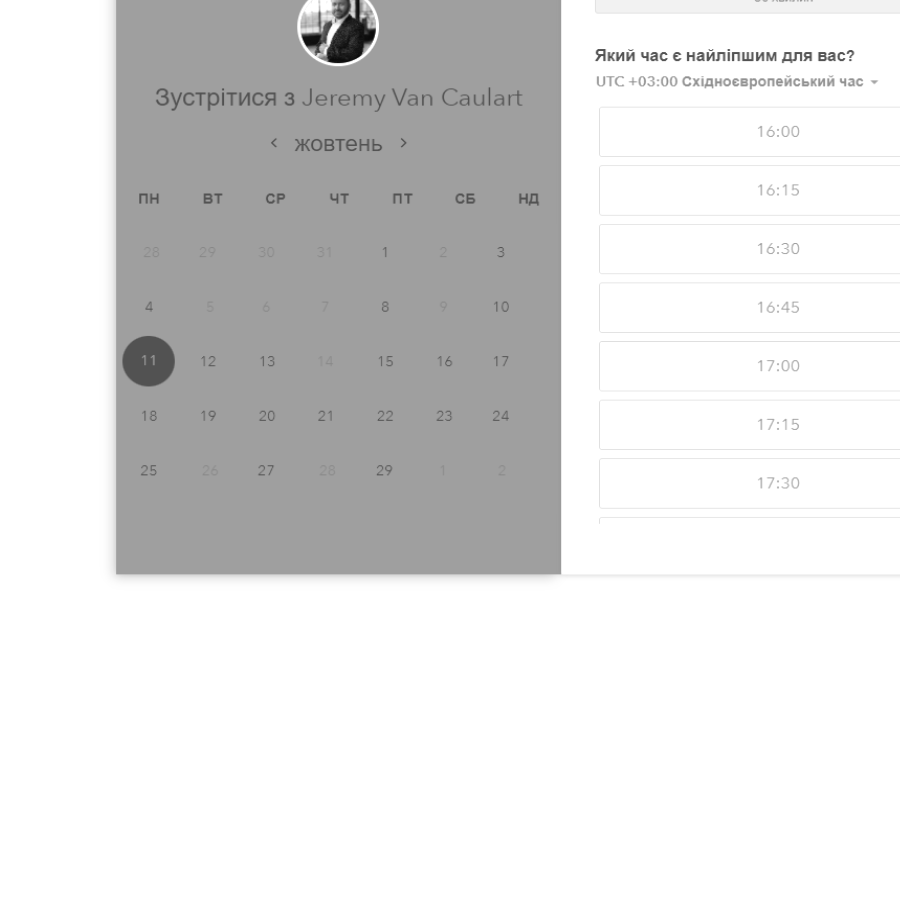 Зустрітися з Jeremy Van Caulart
жовтень
ПН ВТ СР ЧТ ПТ СБ НД
28 29 30 31 1 2 3
4 5 6 7 8 9 10
11 12 13 14 15 16 17
18 19 20 21 22 23 24
25 26 27 28 29 1 2
Який час є найліпшим для вас?
UTC +03:00 Східноєвропейський час
16:00
16:15
16:30
16:45
17:00
17:15
17:30